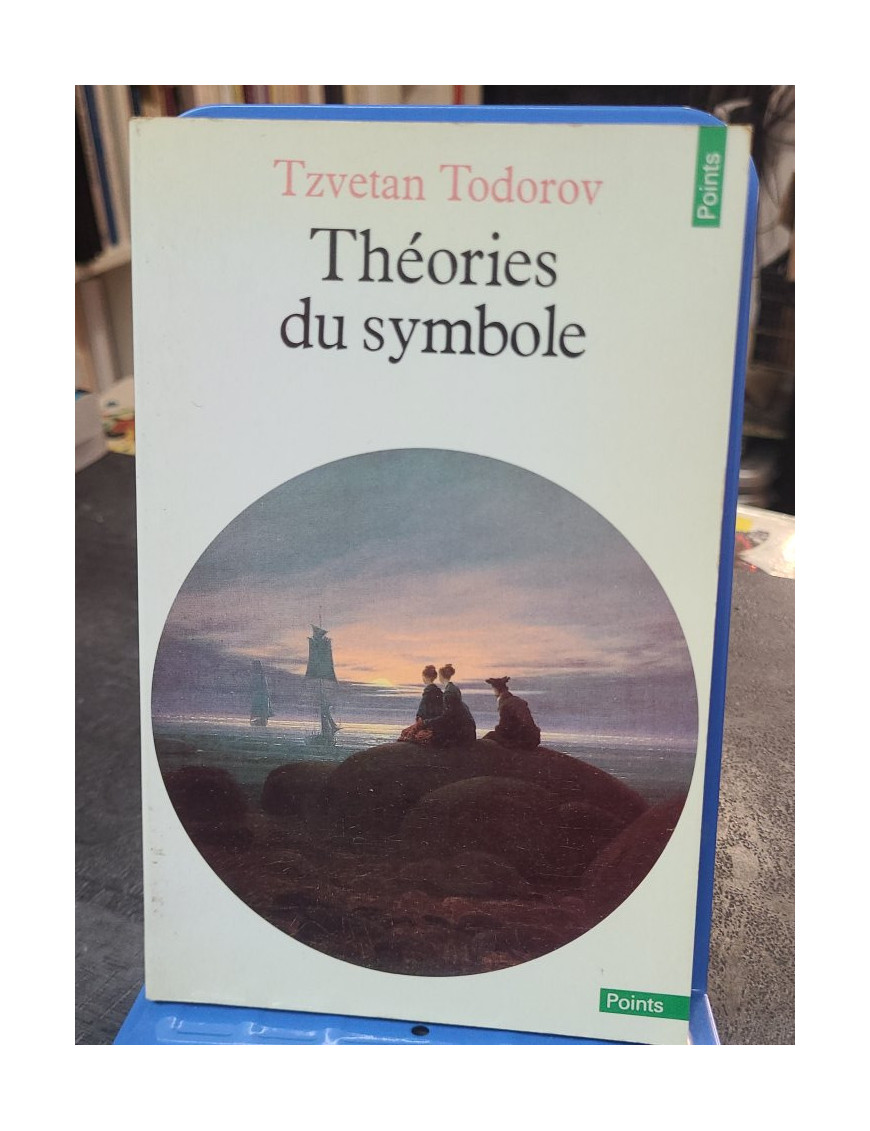 Tzvetan Todorov
Théories
du symbole
Points
Points